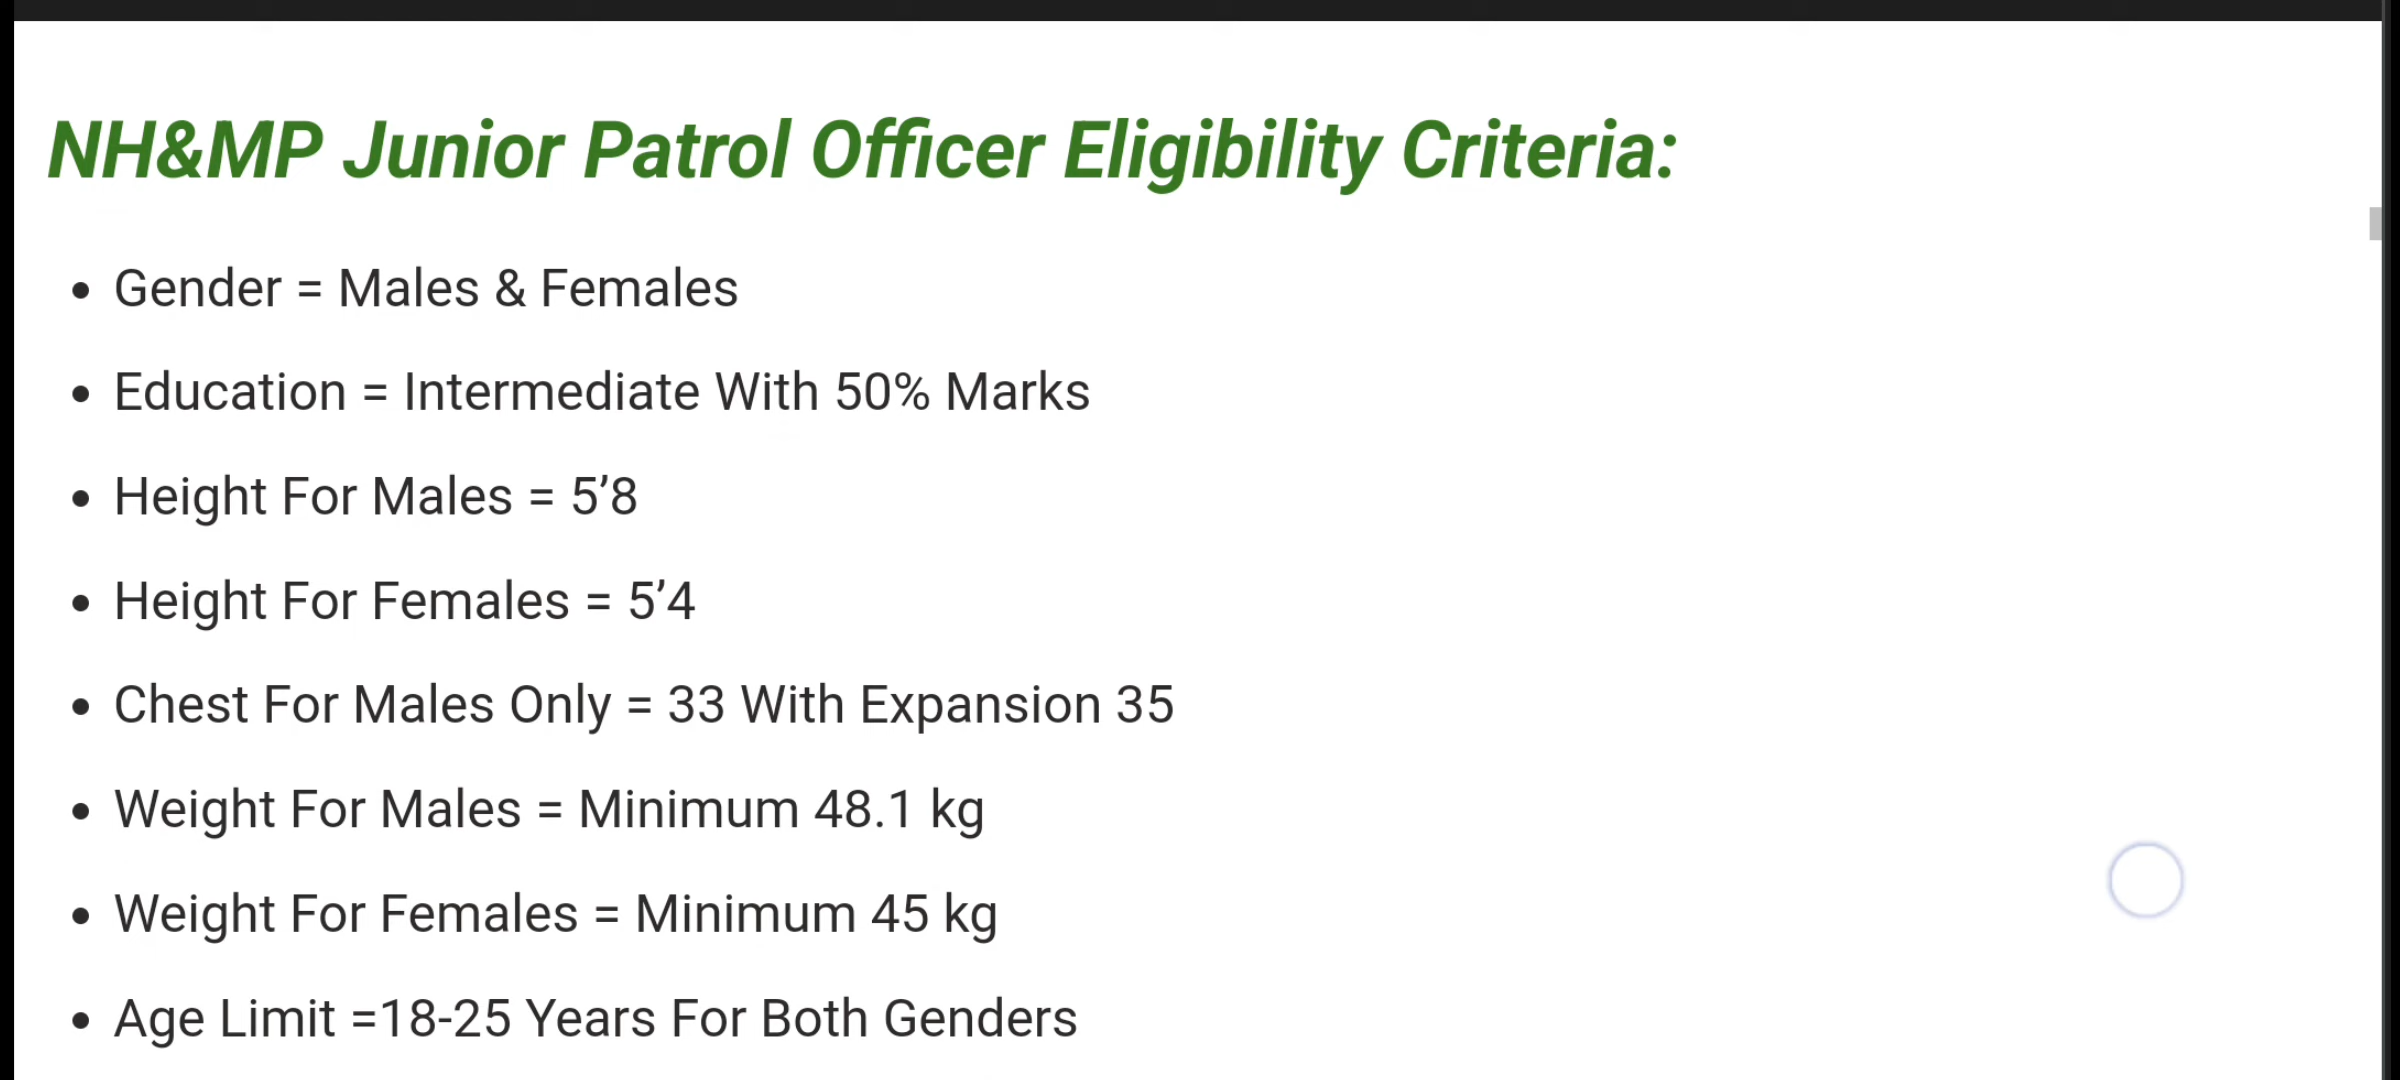 NH&MP Junior Patrol Officer Eligibility Criteria:
• Gender = Males & Females
• Education = Intermediate With 50% Marks
• Height For Males = 5’8
• Height For Females = 5’4
• Chest For Males Only = 33 With Expansion 35
• Weight For Males = Minimum 48.1 kg
• Weight For Females = Minimum 45 kg
• Age Limit =18-25 Years For Both Genders